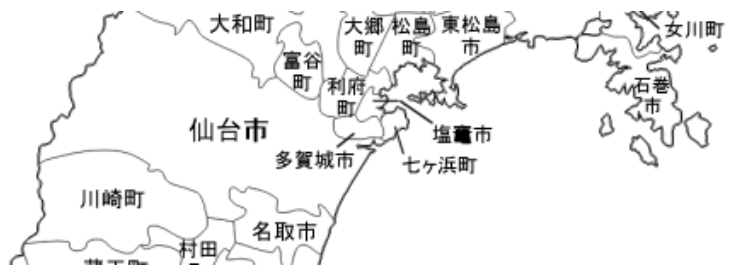 大和町
大郷
町
松島
町
東松島
市
女川町
富谷
町
利府
町
石巻
市
仙台市
塩竈市
多賀城市
七ヶ浜町
川崎町
名取市
村田